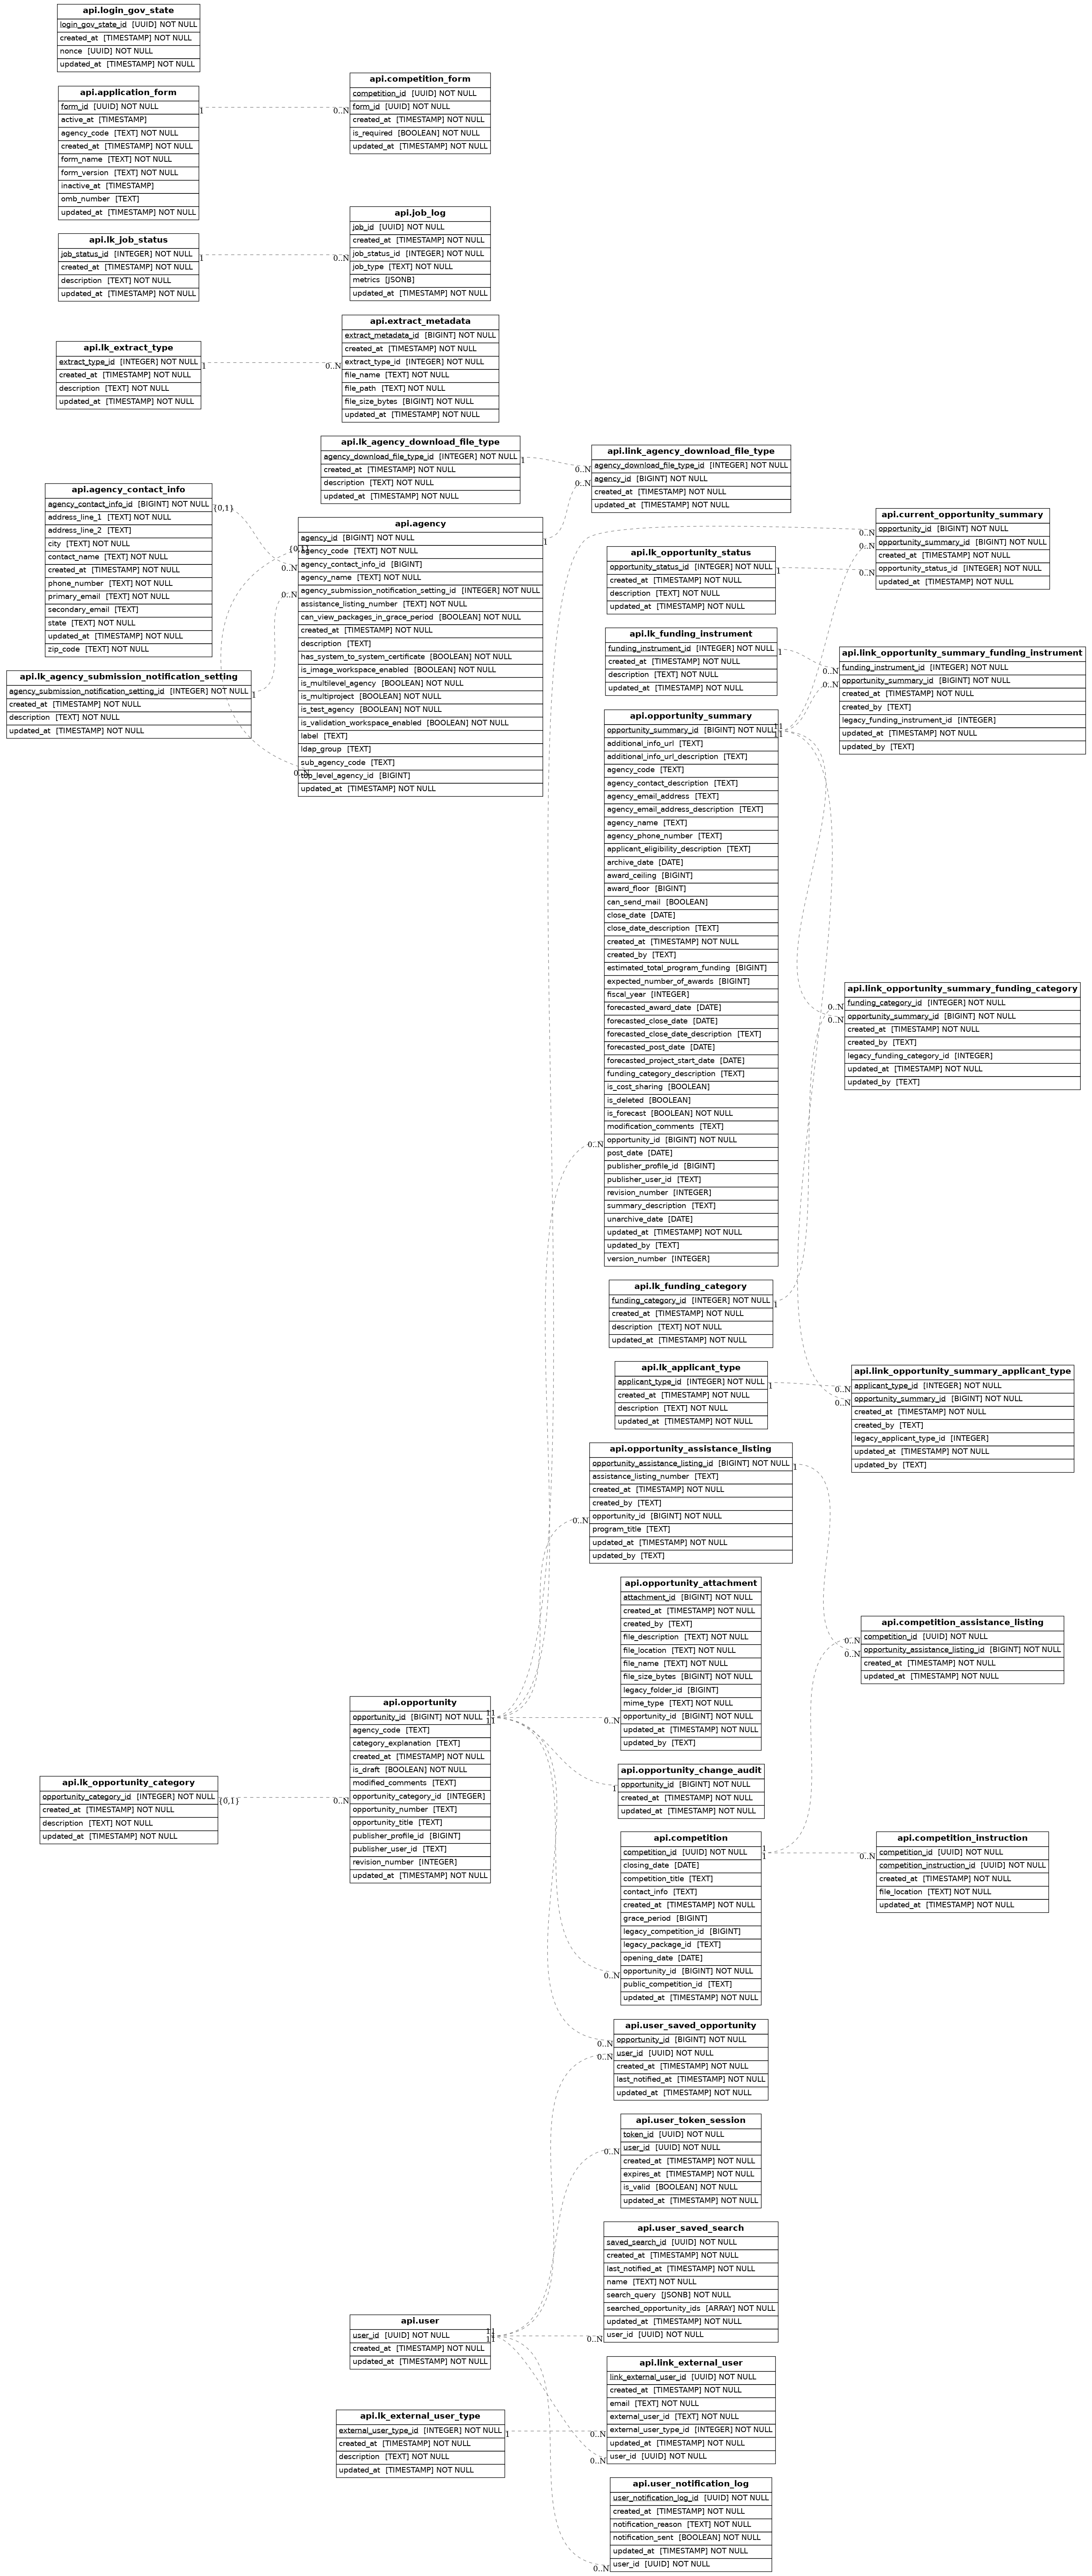 api.login_gov_state
login_gov_state_id [UUID] NOT NULL
created_at [TIMESTAMP] NOT NULL
nonce [UUID] NOT NULL
updated_at [TIMESTAMP] NOT NULL
api.application_form
form_id [UUID] NOT NULL
active_at [TIMESTAMP]
agency_code [TEXT] NOT NULL
created_at [TIMESTAMP] NOT NULL
form_name [TEXT] NOT NULL
form_version [TEXT] NOT NULL
inactive_at [TIMESTAMP]
omb_number [TEXT]
updated_at [TIMESTAMP] NOT NULL
1
0..N
api.competition_form
competition_id [UUID] NOT NULL
form_id [UUID] NOT NULL
created_at [TIMESTAMP] NOT NULL
is_required [BOOLEAN] NOT NULL
updated_at [TIMESTAMP] NOT NULL
api.lk_job_status
job_status_id [INTEGER] NOT NULL
created_at [TIMESTAMP] NOT NULL
description [TEXT] NOT NULL
updated_at [TIMESTAMP] NOT NULL
1
0..N
api.job_log
job_id [UUID] NOT NULL
created_at [TIMESTAMP] NOT NULL
job_status_id [INTEGER] NOT NULL
job_type [TEXT] NOT NULL
metrics [JSONB]
updated_at [TIMESTAMP] NOT NULL
api.lk_extract_type
extract_type_id [INTEGER] NOT NULL
created_at [TIMESTAMP] NOT NULL
description [TEXT] NOT NULL
updated_at [TIMESTAMP] NOT NULL
1
0..N
api.extract_metadata
extract_metadata_id [BIGINT] NOT NULL
created_at [TIMESTAMP] NOT NULL
extract_type_id [INTEGER] NOT NULL
file_name [TEXT] NOT NULL
file_path [TEXT] NOT NULL
file_size_bytes [BIGINT] NOT NULL
updated_at [TIMESTAMP] NOT NULL
api.lk_agency_download_file_type
agency_download_file_type_id [INTEGER] NOT NULL
created_at [TIMESTAMP] NOT NULL
description [TEXT] NOT NULL
updated_at [TIMESTAMP] NOT NULL
1
0..N
0..N
api.link_agency_download_file_type
agency_download_file_type_id [INTEGER] NOT NULL
agency_id [BIGINT] NOT NULL
created_at [TIMESTAMP] NOT NULL
updated_at [TIMESTAMP] NOT NULL
api.agency_contact_info
agency_contact_info_id [BIGINT] NOT NULL
address_line_1 [TEXT] NOT NULL
address_line_2 [TEXT]
city [TEXT] NOT NULL
contact_name [TEXT] NOT NULL
created_at [TIMESTAMP] NOT NULL
phone_number [TEXT] NOT NULL
primary_email [TEXT] NOT NULL
secondary_email [TEXT]
state [TEXT] NOT NULL
updated_at [TIMESTAMP] NOT NULL
zip_code [TEXT] NOT NULL
{0,1}
{0,1}
0..N
0..N
0..N
1
api.agency
agency_id [BIGINT] NOT NULL
agency_code [TEXT] NOT NULL
agency_contact_info_id [BIGINT]
agency_name [TEXT] NOT NULL
agency_submission_notification_setting_id [INTEGER] NOT NULL
assistance_listing_number [TEXT] NOT NULL
can_view_packages_in_grace_period [BOOLEAN] NOT NULL
created_at [TIMESTAMP] NOT NULL
description [TEXT]
has_system_to_system_certificate [BOOLEAN] NOT NULL
is_image_workspace_enabled [BOOLEAN] NOT NULL
is_multilevel_agency [BOOLEAN] NOT NULL
is_multiproject [BOOLEAN] NOT NULL
is_test_agency [BOOLEAN] NOT NULL
is_validation_workspace_enabled [BOOLEAN] NOT NULL
label [TEXT]
ldap_group [TEXT]
sub_agency_code [TEXT]
top_level_agency_id [BIGINT]
updated_at [TIMESTAMP] NOT NULL
api.lk_agency_submission_notification_setting
agency_submission_notification_setting_id [INTEGER] NOT NULL
created_at [TIMESTAMP] NOT NULL
description [TEXT] NOT NULL
updated_at [TIMESTAMP] NOT NULL
1
api.current_opportunity_summary
opportunity_id [BIGINT] NOT NULL
opportunity_summary_id [BIGINT] NOT NULL
created_at [TIMESTAMP] NOT NULL
opportunity_status_id [INTEGER] NOT NULL
updated_at [TIMESTAMP] NOT NULL
0..N
0..N
0..N
api.lk_opportunity_status
opportunity_status_id [INTEGER] NOT NULL
created_at [TIMESTAMP] NOT NULL
description [TEXT] NOT NULL
updated_at [TIMESTAMP] NOT NULL
1
api.lk_funding_instrument
funding_instrument_id [INTEGER] NOT NULL
created_at [TIMESTAMP] NOT NULL
description [TEXT] NOT NULL
updated_at [TIMESTAMP] NOT NULL
1
0..N
0..N
api.link_opportunity_summary_funding_instrument
funding_instrument_id [INTEGER] NOT NULL
opportunity_summary_id [BIGINT] NOT NULL
created_at [TIMESTAMP] NOT NULL
created_by [TEXT]
legacy_funding_instrument_id [INTEGER]
updated_at [TIMESTAMP] NOT NULL
updated_by [TEXT]
api.opportunity_summary
opportunity_summary_id [BIGINT] NOT NULL
additional_info_url [TEXT]
additional_info_url_description [TEXT]
agency_code [TEXT]
agency_contact_description [TEXT]
agency_email_address [TEXT]
agency_email_address_description [TEXT]
agency_name [TEXT]
agency_phone_number [TEXT]
applicant_eligibility_description [TEXT]
archive_date [DATE]
award_ceiling [BIGINT]
award_floor [BIGINT]
can_send_mail [BOOLEAN]
close_date [DATE]
close_date_description [TEXT]
created_at [TIMESTAMP] NOT NULL
created_by [TEXT]
estimated_total_program_funding [BIGINT]
expected_number_of_awards [BIGINT]
fiscal_year [INTEGER]
forecasted_award_date [DATE]
forecasted_close_date [DATE]
forecasted_close_date_description [TEXT]
forecasted_post_date [DATE]
forecasted_project_start_date [DATE]
funding_category_description [TEXT]
is_cost_sharing [BOOLEAN]
is_deleted [BOOLEAN]
is_forecast [BOOLEAN] NOT NULL
modification_comments [TEXT]
opportunity_id [BIGINT] NOT NULL
post_date [DATE]
publisher_profile_id [BIGINT]
publisher_user_id [TEXT]
revision_number [INTEGER]
summary_description [TEXT]
unarchive_date [DATE]
updated_at [TIMESTAMP] NOT NULL
updated_by [TEXT]
version_number [INTEGER]
11
11
0..N
api.link_opportunity_summary_funding_category
funding_category_id [INTEGER] NOT NULL
opportunity_summary_id [BIGINT] NOT NULL
created_at [TIMESTAMP] NOT NULL
created_by [TEXT]
legacy_funding_category_id [INTEGER]
updated_at [TIMESTAMP] NOT NULL
updated_by [TEXT]
0..N
0..N
api.lk_funding_category
funding_category_id [INTEGER] NOT NULL
created_at [TIMESTAMP] NOT NULL
description [TEXT] NOT NULL
updated_at [TIMESTAMP] NOT NULL
1
api.lk_applicant_type
applicant_type_id [INTEGER] NOT NULL
created_at [TIMESTAMP] NOT NULL
description [TEXT] NOT NULL
updated_at [TIMESTAMP] NOT NULL
1
0..N
0..N
api.link_opportunity_summary_applicant_type
applicant_type_id [INTEGER] NOT NULL
opportunity_summary_id [BIGINT] NOT NULL
created_at [TIMESTAMP] NOT NULL
created_by [TEXT]
legacy_applicant_type_id [INTEGER]
updated_at [TIMESTAMP] NOT NULL
updated_by [TEXT]
api.opportunity_assistance_listing
opportunity_assistance_listing_id [BIGINT] NOT NULL
assistance_listing_number [TEXT]
created_at [TIMESTAMP] NOT NULL
created_by [TEXT]
opportunity_id [BIGINT] NOT NULL
program_title [TEXT]
updated_at [TIMESTAMP] NOT NULL
updated_by [TEXT]
1
0..N
api.opportunity_attachment
attachment_id [BIGINT] NOT NULL
created_at [TIMESTAMP] NOT NULL
created_by [TEXT]
file_description [TEXT] NOT NULL
file_location [TEXT] NOT NULL
file_name [TEXT] NOT NULL
file_size_bytes [BIGINT] NOT NULL
legacy_folder_id [BIGINT]
mime_type [TEXT] NOT NULL
opportunity_id [BIGINT] NOT NULL
updated_at [TIMESTAMP] NOT NULL
updated_by [TEXT]
0..N
api.competition_assistance_listing
competition_id [UUID] NOT NULL
opportunity_assistance_listing_id [BIGINT] NOT NULL
created_at [TIMESTAMP] NOT NULL
updated_at [TIMESTAMP] NOT NULL
0..N
0..N
api.opportunity
opportunity_id [BIGINT] NOT NULL
agency_code [TEXT]
category_explanation [TEXT]
created_at [TIMESTAMP] NOT NULL
is_draft [BOOLEAN] NOT NULL
modified_comments [TEXT]
opportunity_category_id [INTEGER]
opportunity_number [TEXT]
opportunity_title [TEXT]
publisher_profile_id [BIGINT]
publisher_user_id [TEXT]
revision_number [INTEGER]
updated_at [TIMESTAMP] NOT NULL
11
11
api.lk_opportunity_category
opportunity_category_id [INTEGER] NOT NULL
created_at [TIMESTAMP] NOT NULL
description [TEXT] NOT NULL
updated_at [TIMESTAMP] NOT NULL
{0,1}
0..N
api.opportunity_change_audit
opportunity_id [BIGINT] NOT NULL
created_at [TIMESTAMP] NOT NULL
updated_at [TIMESTAMP] NOT NULL
1
api.competition
competition_id [UUID] NOT NULL
closing_date [DATE]
competition_title [TEXT]
contact_info [TEXT]
created_at [TIMESTAMP] NOT NULL
grace_period [BIGINT]
legacy_competition_id [BIGINT]
legacy_package_id [TEXT]
opening_date [DATE]
opportunity_id [BIGINT] NOT NULL
public_competition_id [TEXT]
updated_at [TIMESTAMP] NOT NULL
1
1
0..N
0..N
api.competition_instruction
competition_id [UUID] NOT NULL
competition_instruction_id [UUID] NOT NULL
created_at [TIMESTAMP] NOT NULL
file_location [TEXT] NOT NULL
updated_at [TIMESTAMP] NOT NULL
api.user_saved_opportunity
opportunity_id [BIGINT] NOT NULL
user_id [UUID] NOT NULL
created_at [TIMESTAMP] NOT NULL
last_notified_at [TIMESTAMP] NOT NULL
updated_at [TIMESTAMP] NOT NULL
0..N
0..N
api.user_token_session
token_id [UUID] NOT NULL
user_id [UUID] NOT NULL
created_at [TIMESTAMP] NOT NULL
expires_at [TIMESTAMP] NOT NULL
is_valid [BOOLEAN] NOT NULL
updated_at [TIMESTAMP] NOT NULL
0..N
api.user_saved_search
saved_search_id [UUID] NOT NULL
created_at [TIMESTAMP] NOT NULL
last_notified_at [TIMESTAMP] NOT NULL
name [TEXT] NOT NULL
search_query [JSONB] NOT NULL
searched_opportunity_ids [ARRAY] NOT NULL
updated_at [TIMESTAMP] NOT NULL
user_id [UUID] NOT NULL
0..N
api.user
user_id [UUID] NOT NULL
created_at [TIMESTAMP] NOT NULL
updated_at [TIMESTAMP] NOT NULL
11
11
api.link_external_user
link_external_user_id [UUID] NOT NULL
created_at [TIMESTAMP] NOT NULL
email [TEXT] NOT NULL
external_user_id [TEXT] NOT NULL
external_user_type_id [INTEGER] NOT NULL
updated_at [TIMESTAMP] NOT NULL
user_id [UUID] NOT NULL
0..N
0..N
api.lk_external_user_type
external_user_type_id [INTEGER] NOT NULL
created_at [TIMESTAMP] NOT NULL
description [TEXT] NOT NULL
updated_at [TIMESTAMP] NOT NULL
1
api.user_notification_log
user_notification_log_id [UUID] NOT NULL
created_at [TIMESTAMP] NOT NULL
notification_reason [TEXT] NOT NULL
notification_sent [BOOLEAN] NOT NULL
updated_at [TIMESTAMP] NOT NULL
user_id [UUID] NOT NULL
0..N